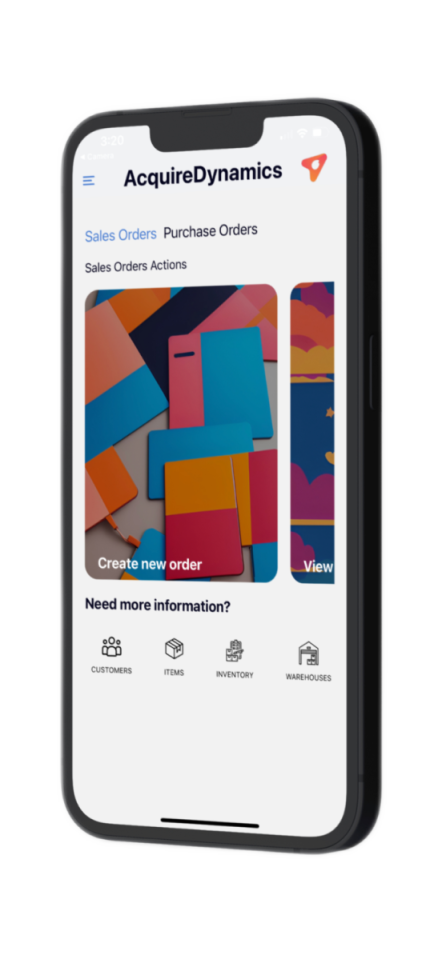 3:20
AcquireDynamics
Sales Orders Purchase Orders
Sales Orders Actions
Create new order
View
Need more information?
CUSTOMERS ITEMS INVENTORY WAREHOUSES